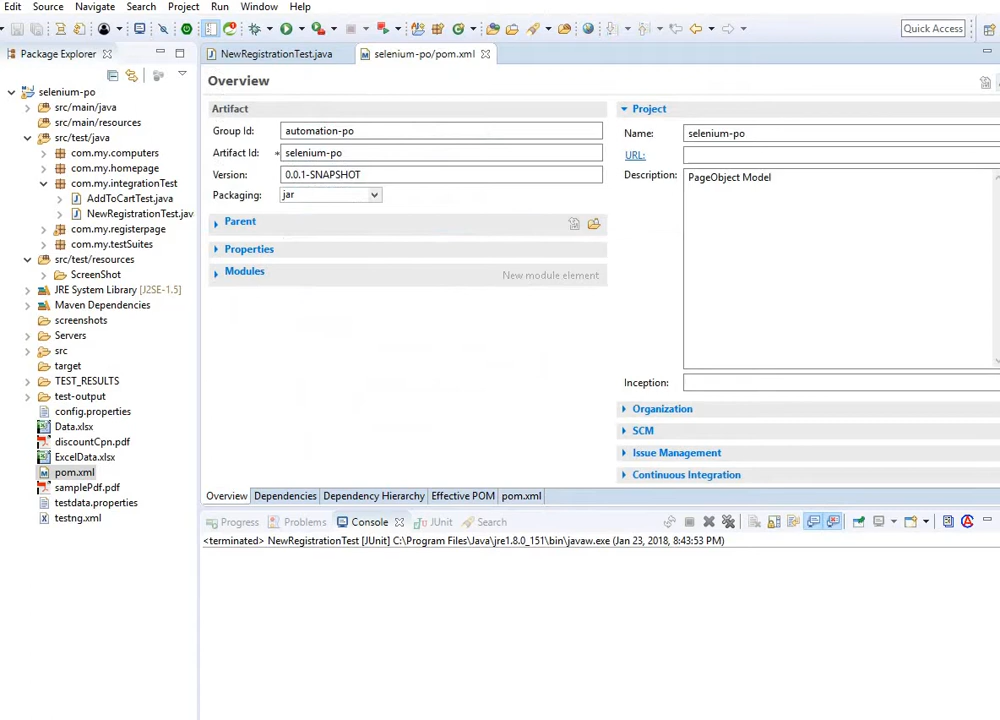 Edit Source Navigate Search Project Run Window Help
Quick Access
Package Explorer
NewRegistrationTest.java
selenium-po/pom.xml
selenium-po
src/main/java
src/main/resources
src/test/java
com.my.computers
com.my.homepage
com.my.integrationTest
AddToCartTest.java
NewRegistrationTest.jav
com.my.registerpage
com.my.testSuites
src/test/resources
ScreenShot
JRE System Library [J2SE-1.5]
Maven Dependencies
screenshots
Servers
src
target
TEST_RESULTS
test-output
config.properties
Data.xlsx
discountCpn.pdf
ExcelData.xlsx
pom.xml
samplePdf.pdf
testdata.properties
testng.xml
Overview
Artifact
Group Id: automation-po
Artifact Id: * selenium-po
Version: 0.0.1-SNAPSHOT
Packaging: jar
Parent
Properties
Modules New module element
Project
Name: selenium-po
URL:
Description: PageObject Model
Inception:
Organization
SCM
Issue Management
Continuous Integration
Overview Dependencies Dependency Hierarchy Effective POM pom.xml
Progress Problems Console JUnit Search
<terminated> NewRegistrationTest [JUnit] C:\Program Files\Java\jre1.8.0_151\bin\javaw.exe (Jan 23, 2018, 8:43:53 PM)